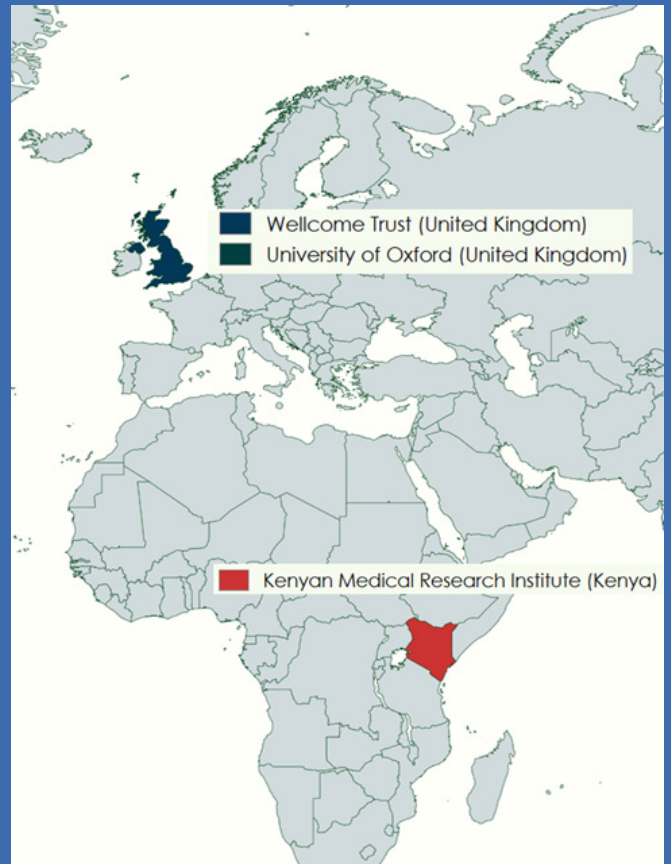 Wellcome Trust (United Kingdom)
University of Oxford (United Kingdom)
Kenyan Medical Research Institute (Kenya)